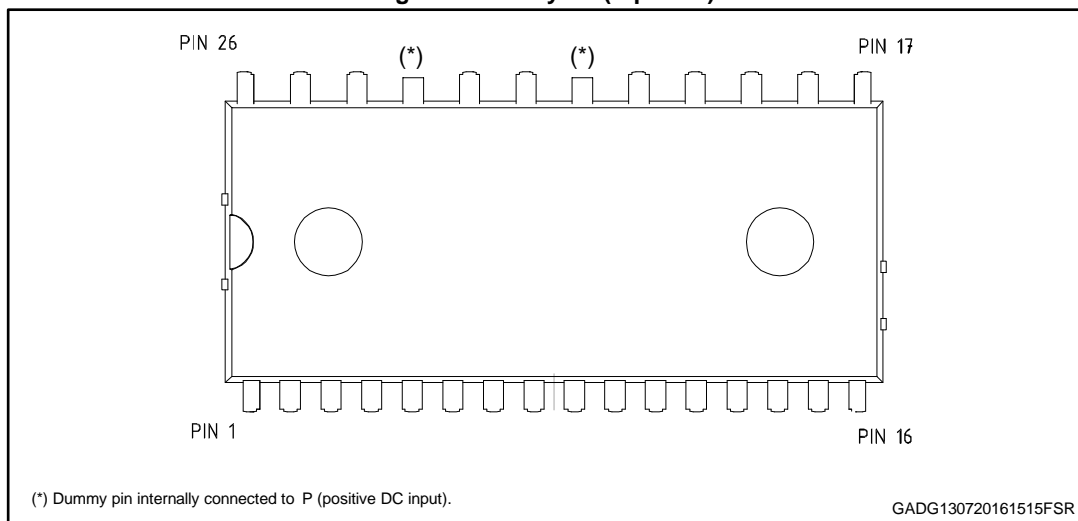 PIN 26
(*)
(*)
PIN 17
PIN 1
PIN 16
(*) Dummy pin internally connected to P (positive DC input).
GADG130720161515FSR